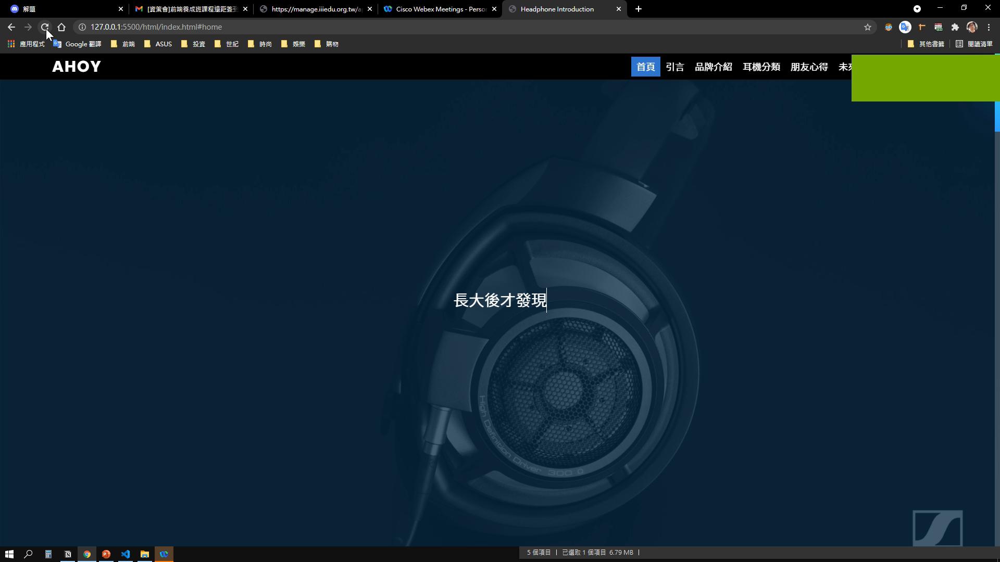 解題
[資策會]前端養成班課程遠距簽到
https://manage.iiiedu.org.tw/a
Cisco Webex Meetings - Perso
Headphone Introduction
127.0.0.1:5500/html/index.html#home
應用程式
Google 翻譯
前端
ASUS
投資
世紀
時尚
娛樂
購物
其他書籤
閱讀清單
AHOY
首頁
引言
品牌介紹
耳機分類
朋友心得
未
長大後才發現
High Definition Driver 300 Ω
5 個項目
已選取 1 個項目 6.79 MB